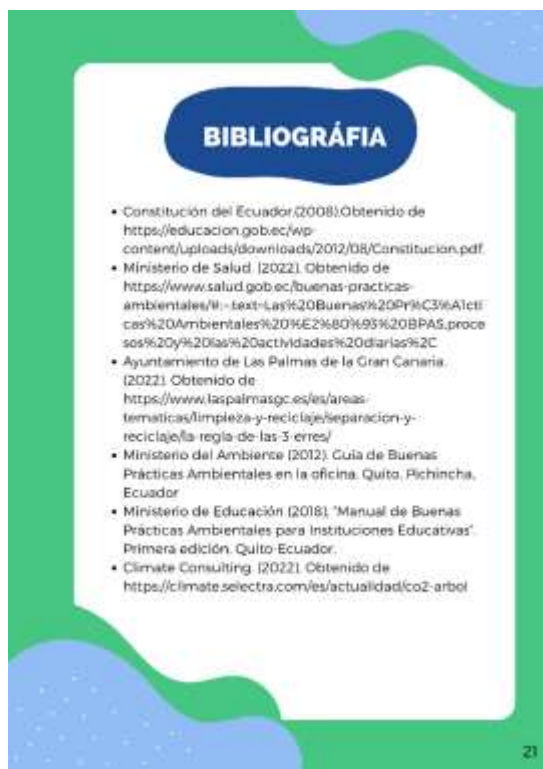 BIBLIOGRÁFIA
• Constitución del Ecuador.(2008).Obtenido de
https://educacion.gob.ec/wp-
content/uploads/downloads/2012/08/Constitucion.pdf.
• Ministerio de Salud. (2022). Obtenido de
https://www.salud.gob.ec/buenas-practicas-
ambientales/#:~:text=Las%20Buenas%20Pr%C3%A1cti
cas%20Ambientales%20%E2%80%93%20BPAS,proce
sos%20y%20las%20actividades%20diarias%2C
• Ayuntamiento de Las Palmas de la Gran Canaria.
(2022). Obtenido de
https://www.laspalmasgc.es/es/areas-
tematicas/limpieza-y-reciclaje/separacion-y-
reciclaje/la-regla-de-las-3-erres/
• Ministerio del Ambiente (2012). Guia de Buenas
Prácticas Ambientales en la oficina. Quito, Pichincha,
Ecuador
• Ministerio de Educación (2018), "Manual de Buenas
Prácticas Ambientales para Instituciones Educativas".
Primera edición. Quito-Ecuador.
• Climate Consulting. (2022). Obtenido de
https://climate.selectra.com/es/actualidad/co2-arbol
21